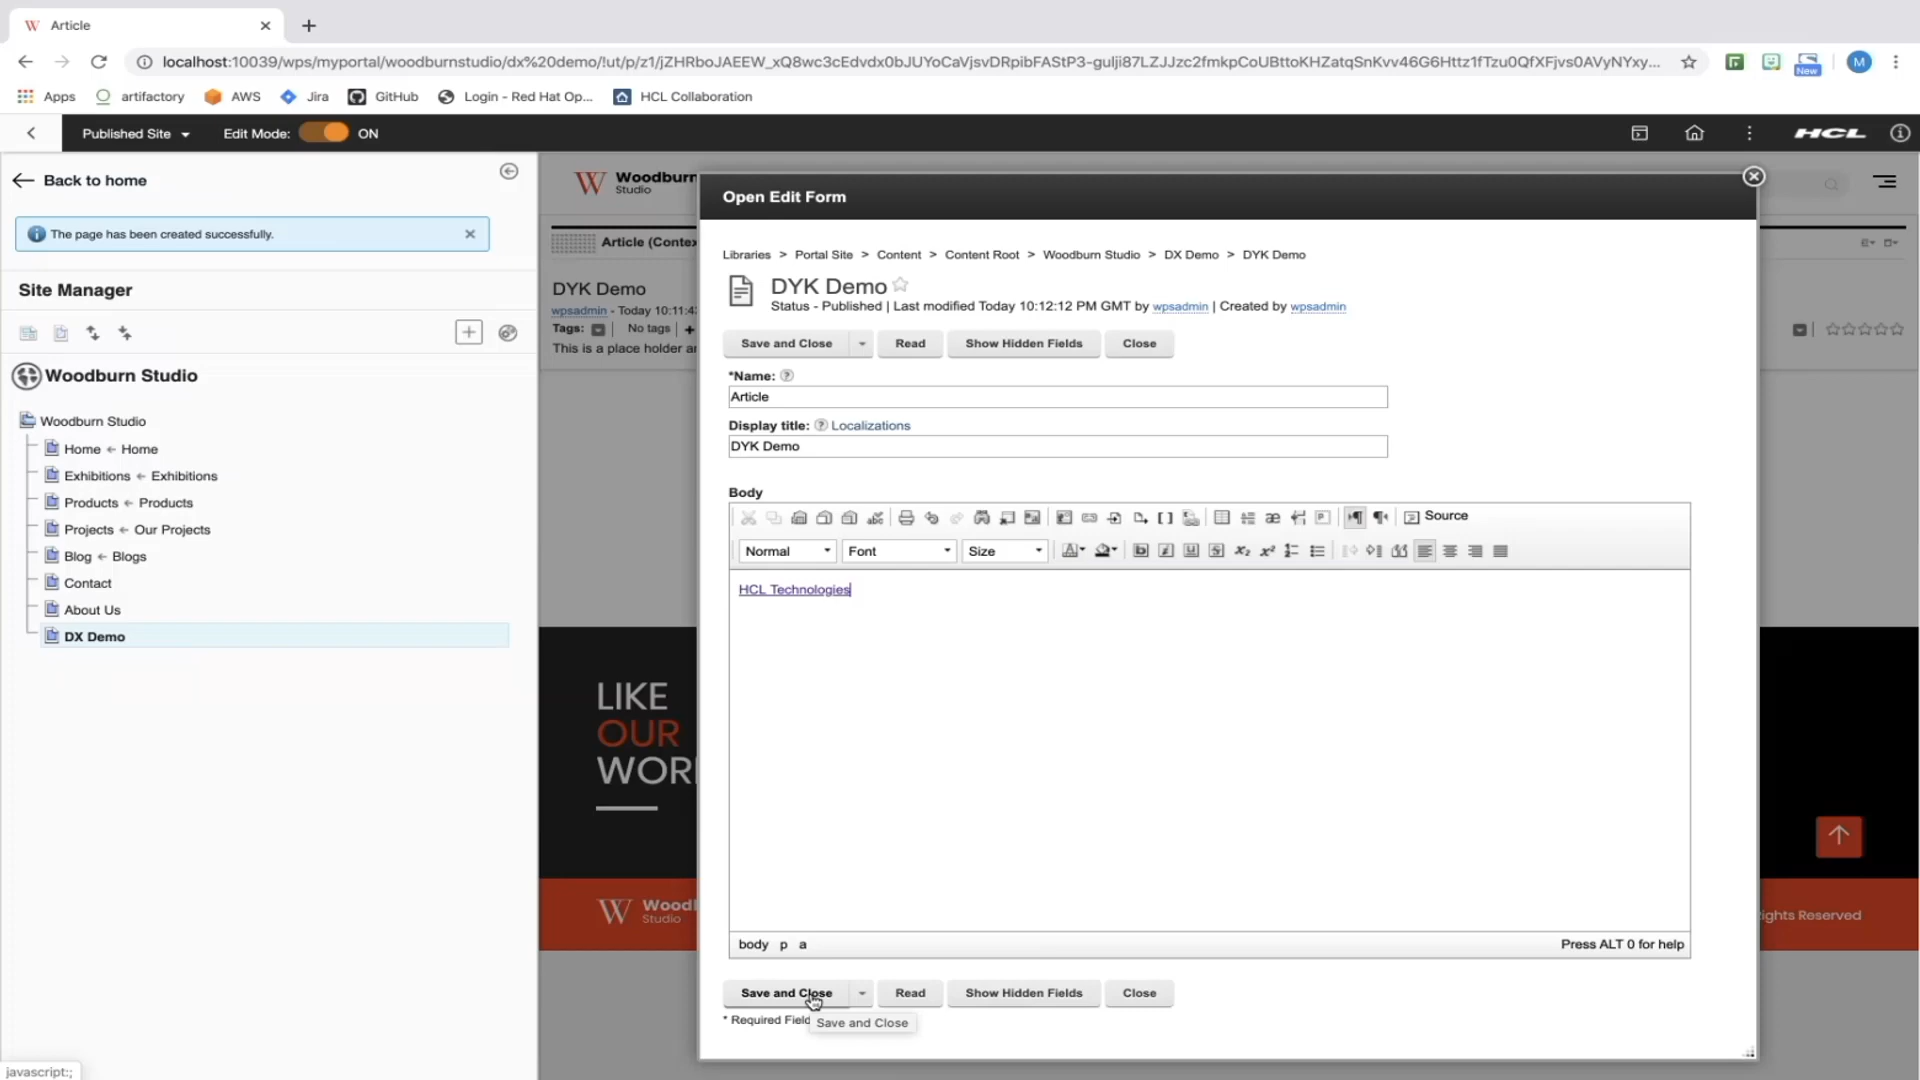 Article
localhost:10039/wps/myportal/woodburnstudio/dx%20demo/!ut/p/z1/jZHRboJAEEW_xQ8wc3cEdvdx0bJUYoCaVjsvDRpibFAStP3-gulji87LZJJzc2fmkpCoUBttoKHZatqSnKvv46G6Httz1fTzu0QfXFjvs0AVyNYxy...
New
M
Apps
artifactory
AWS
Jira
GitHub
Login - Red Hat Op...
HCL Collaboration
Published Site
Edit Mode:
ON
HCL
Back to home
The page has been created successfully.
Site Manager
Woodburn Studio
Woodburn Studio
Home ← Home
Exhibitions ← Exhibitions
Products ← Products
Projects ← Our Projects
Blog ← Blogs
Contact
About Us
DX Demo
Woodburn
Studio
Article (Contex
DYK Demo
wpsadmin - Today 10:11:4
Tags: No tags
This is a place holder ar
LIKE
OUR
WOR
Woodb
Studio
ights Reserved
Open Edit Form
Libraries > Portal Site > Content > Content Root > Woodburn Studio > DX Demo > DYK Demo
DYK Demo
Status - Published | Last modified Today 10:12:12 PM GMT by wpsadmin | Created by wpsadmin
Save and Close Read Show Hidden Fields Close
*Name:
Article
Display title: Localizations
DYK Demo
Body
Source
Normal Font Size
HCL Technologies
body p a
Press ALT 0 for help
Save and Close Read Show Hidden Fields Close
* Required Field
Save and Close
javascript:;